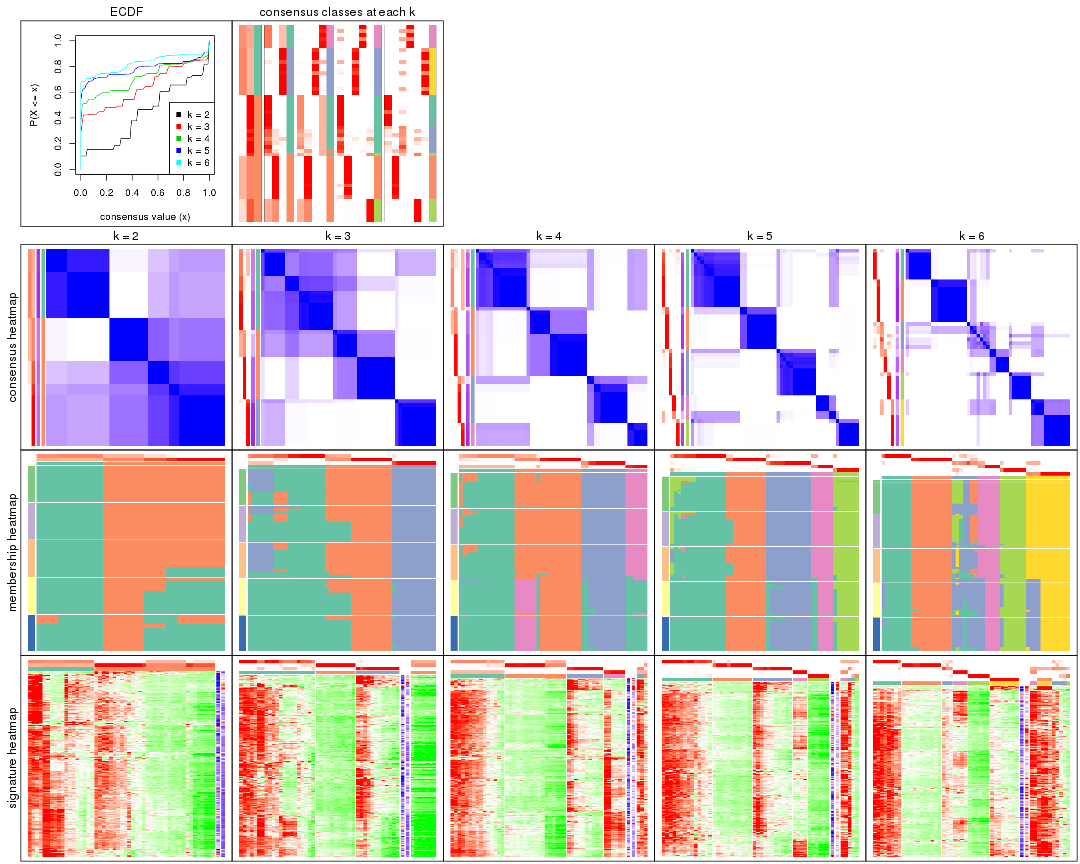 ECDF
consensus classes at each k
P(X <= x)
1.0
0.8
0.6
0.4
0.2
0.0
k = 2
k = 3
k = 4
k = 5
k = 6
0.0 0.2 0.4 0.6 0.8 1.0
consensus value (x)
k = 2
k = 3
k = 4
k = 5
k = 6
consensus heatmap
membership heatmap
signature heatmap